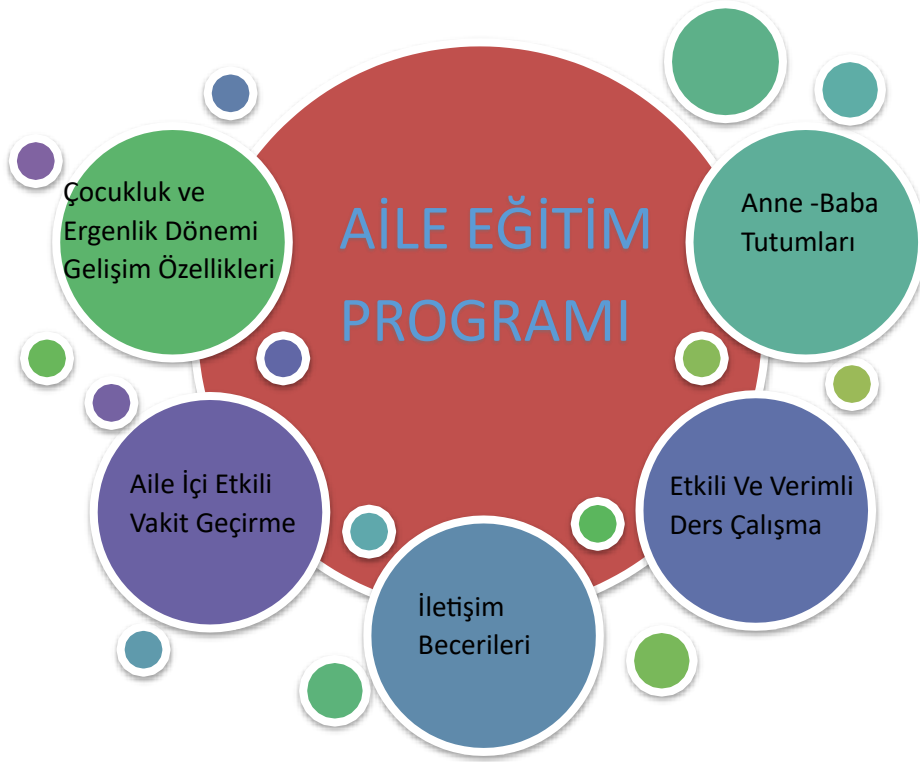 AİLE EĞİTİM
PROGRAMI
Çocukluk ve
Ergenlik Dönemi
Gelişim Özellikleri
Anne -Baba
Tutumları
Aile İçi Etkili
Vakit Geçirme
Etkili Ve Verimli
Ders Çalışma
İletişim
Becerileri